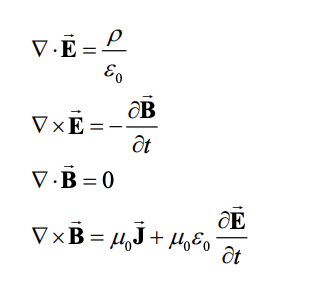 ∇ · E⃗ = ρ / ε₀
∇ × E⃗ = − ∂B⃗ / ∂t
∇ · B⃗ = 0
∇ × B⃗ = μ₀J⃗ + μ₀ε₀ ∂E⃗ / ∂t